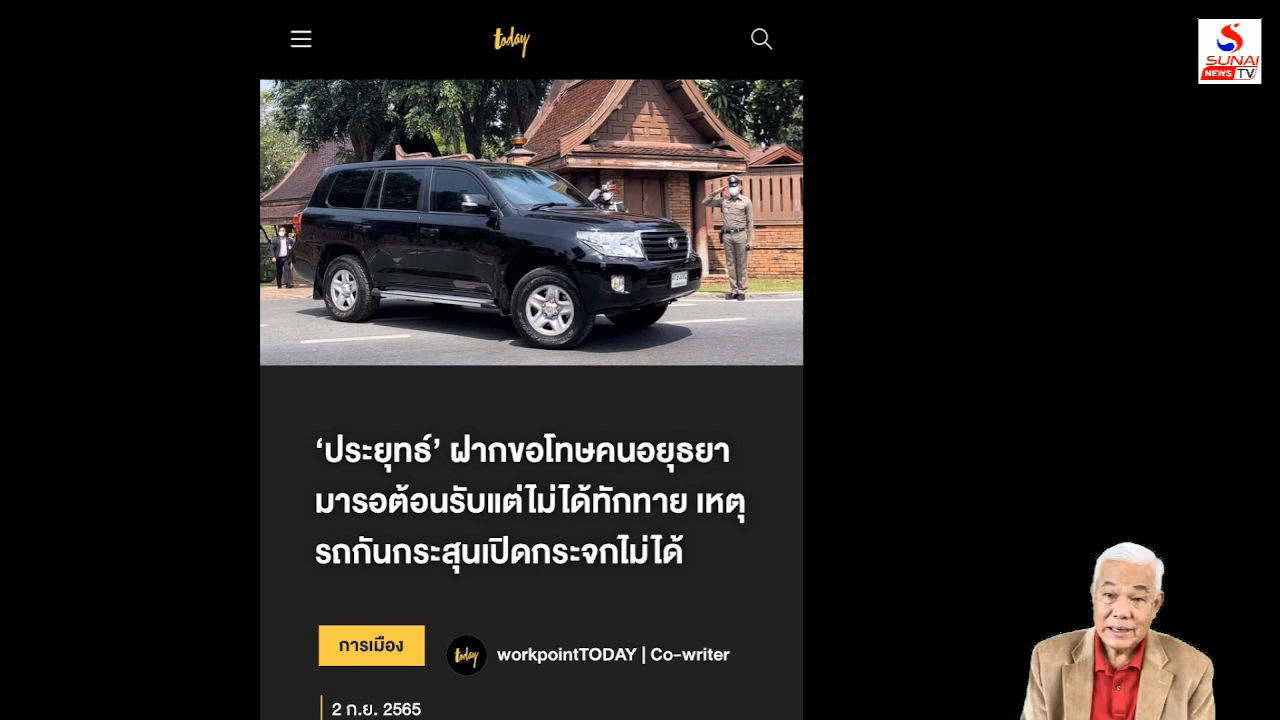 today
SUNAI
NEWS TV
‘ประยุทธ์’ ฝากขอโทษคนอยุธยา
มารอต้อนรับแต่ไม่ได้ทักทาย เหตุ
รถกันกระสุนเปิดกระจกไม่ได้
การเมือง
today
workpointTODAY | Co-writer
2 ก.ย. 2565